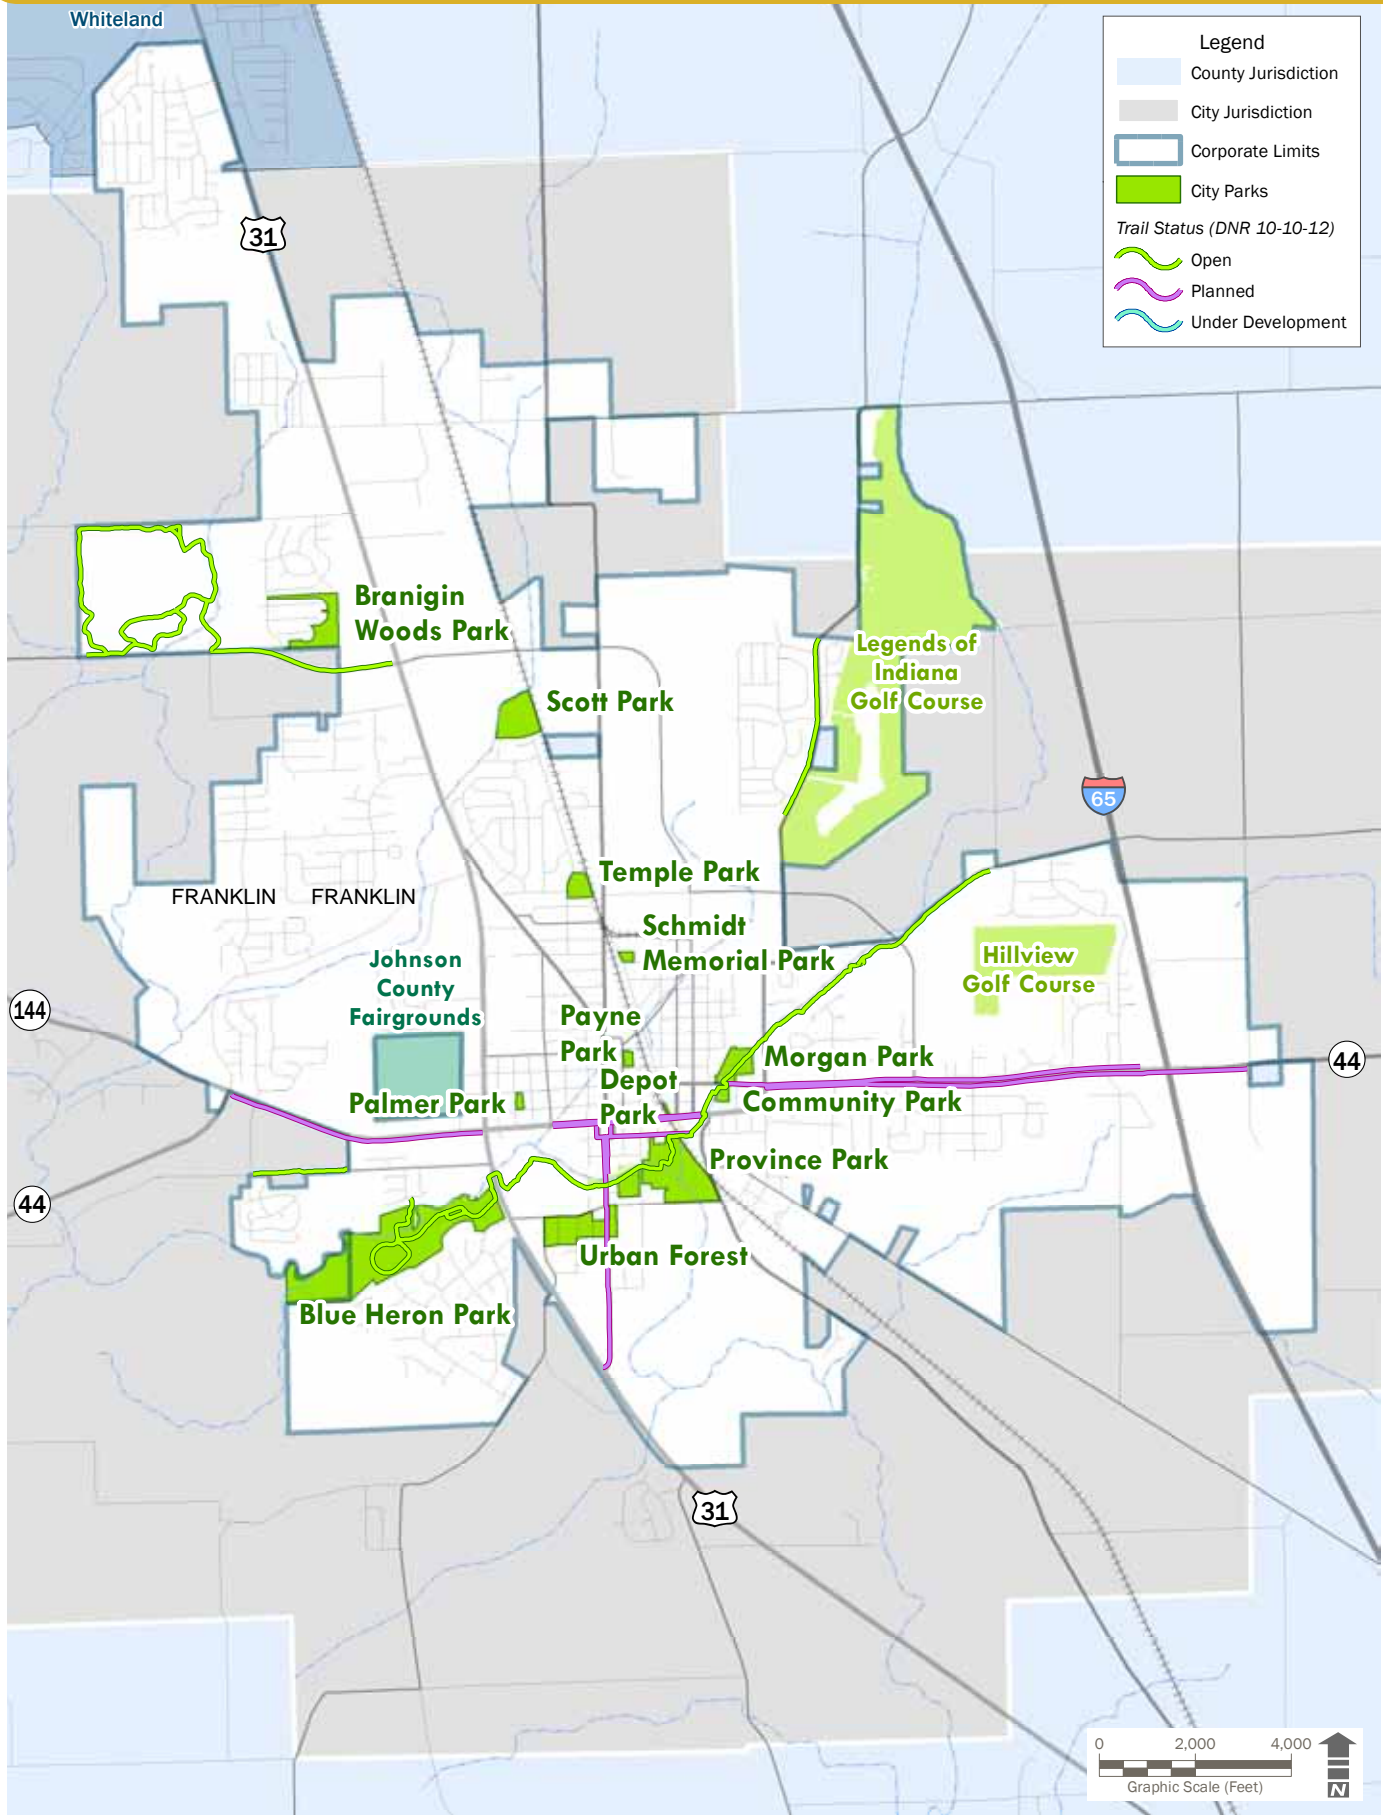 Whiteland
Legend
County Jurisdiction
City Jurisdiction
Corporate Limits
City Parks
Trail Status (DNR 10-10-12)
Open
Planned
Under Development
31
Branigin
Woods Park
Legends of
Indiana
Golf Course
Scott Park
65
Temple Park
FRANKLIN
FRANKLIN
Schmidt
Memorial Park
Johnson
County
Fairgrounds
Hillview
Golf Course
144
Payne
Park
Morgan Park
44
Depot
Park
Palmer Park
Community Park
Province Park
44
Urban Forest
Blue Heron Park
31
0
2,000
4,000
Graphic Scale (Feet)
N